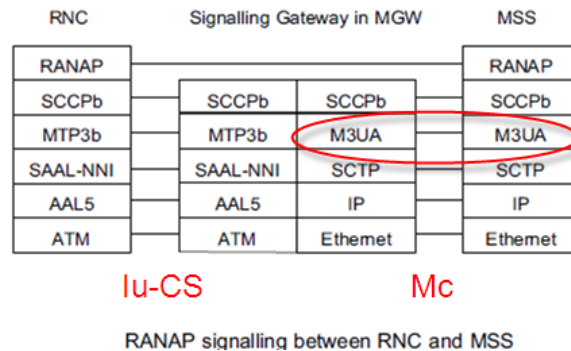 RNC Signalling Gateway in MGW MSS
RANAP RANAP
SCCPb SCCPb SCCPb SCCPb
MTP3b MTP3b M3UA M3UA
SAAL-NNI SAAL-NNI SCTP SCTP
AAL5 AAL5 IP IP
ATM ATM Ethernet Ethernet
Iu-CS Mc
RANAP signalling between RNC and MSS